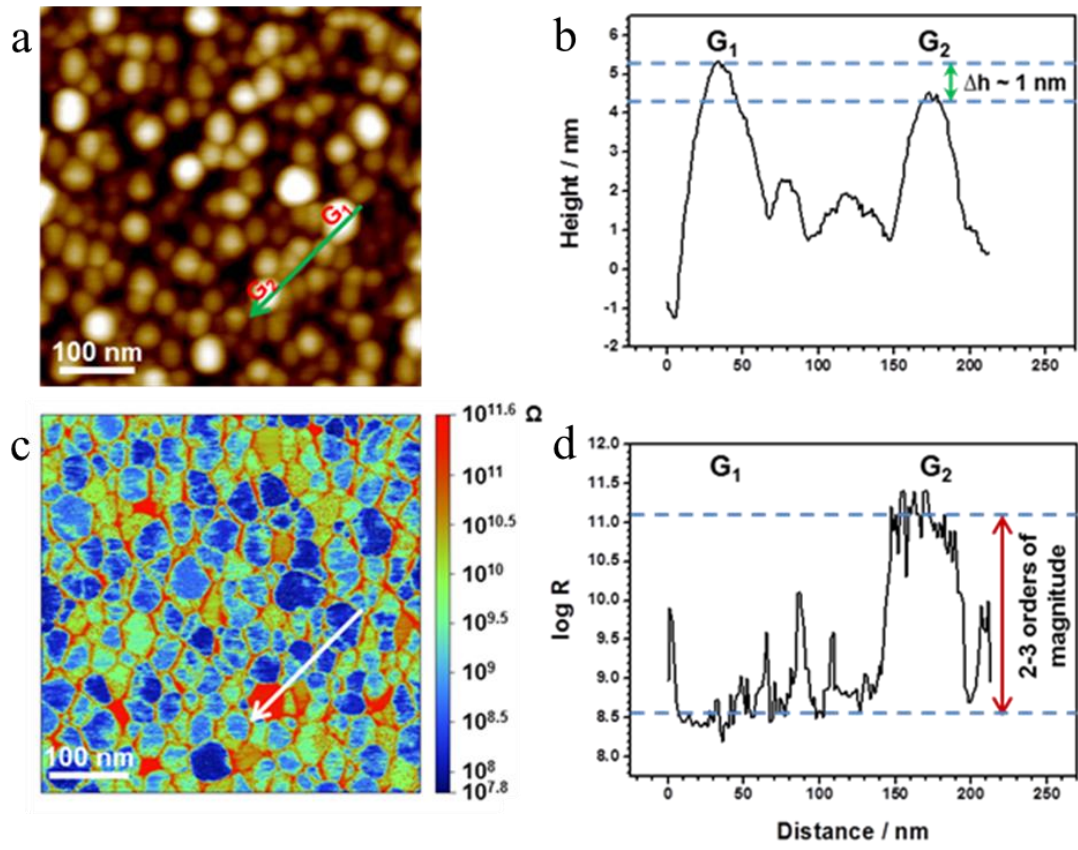 a
G1
G2
100 nm
b
G1
G2
Δh ~ 1 nm
Height / nm
6
5
4
3
2
1
0
-1
-2
0
50
100
150
200
250
c
100 nm
10^11.6 Ω
10^11
10^10.5
10^10
10^9.5
10^9
10^8.5
10^8
10^7.8
d
G1
G2
2-3 orders of
magnitude
log R
12.0
11.5
11.0
10.5
10.0
9.5
9.0
8.5
8.0
0
50
100
150
200
250
Distance / nm